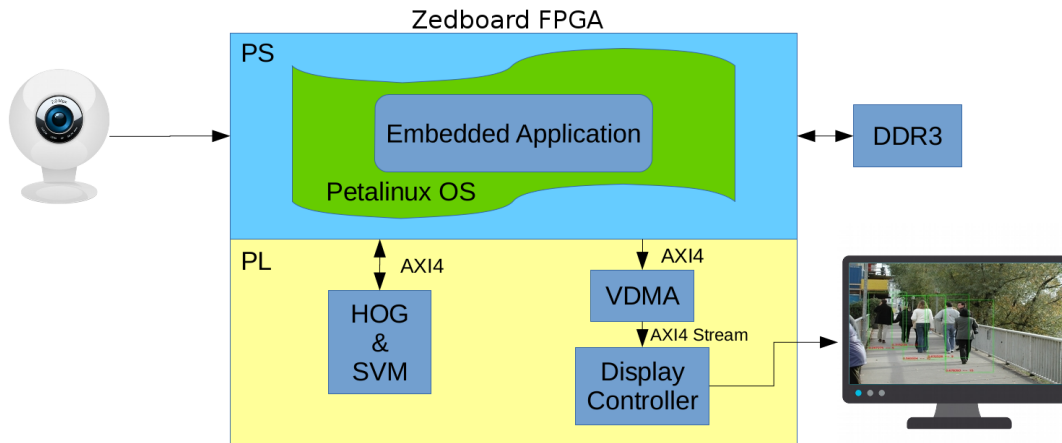 Zedboard FPGA
PS
Embedded Application
Petalinux OS
DDR3
PL
AXI4
HOG
&
SVM
AXI4
VDMA
AXI4 Stream
Display
Controller